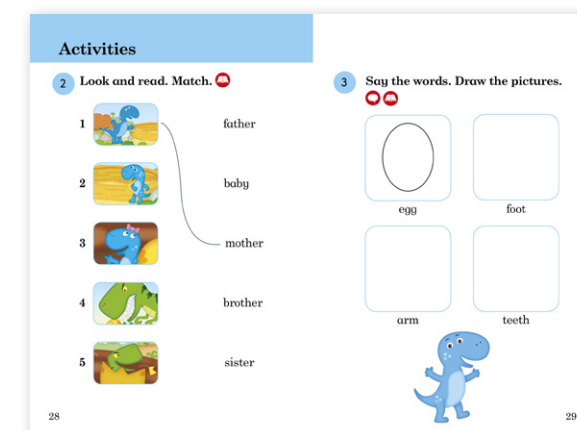 Activities
2 Look and read. Match.
1 father
2 baby
3 mother
4 brother
5 sister
28
3 Say the words. Draw the pictures.
egg foot
arm teeth
29